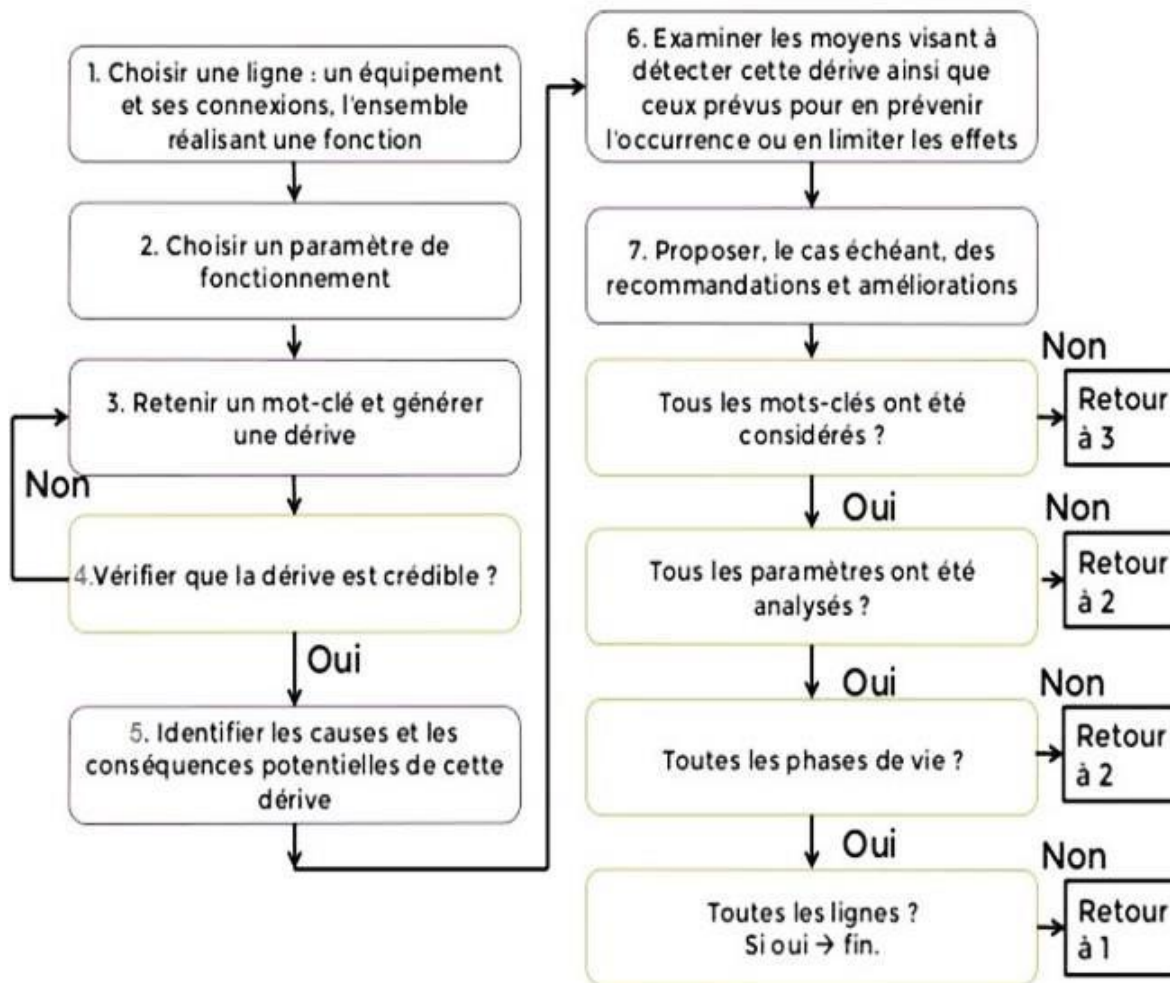 1. Choisir une ligne : un équipement
et ses connexions, l'ensemble
réalisant une fonction
2. Choisir un paramètre de
fonctionnement
3. Retenir un mot-clé et générer
une dérive
Non
4.Vérifier que la dérive est crédible ?
Oui
5. Identifier les causes et les
conséquences potentielles de cette
dérive
6. Examiner les moyens visant à
détecter cette dérive ainsi que
ceux prévus pour en prévenir
l'occurrence ou en limiter les effets
7. Proposer, le cas échéant, des
recommandations et améliorations
Non
Tous les mots-clés ont été
considérés ?
Retour
à 3
Oui
Non
Tous les paramètres ont été
analysés ?
Retour
à 2
Oui
Non
Toutes les phases de vie ?
Retour
à 2
Oui
Non
Toutes les lignes ?
Si oui → fin.
Retour
à 1